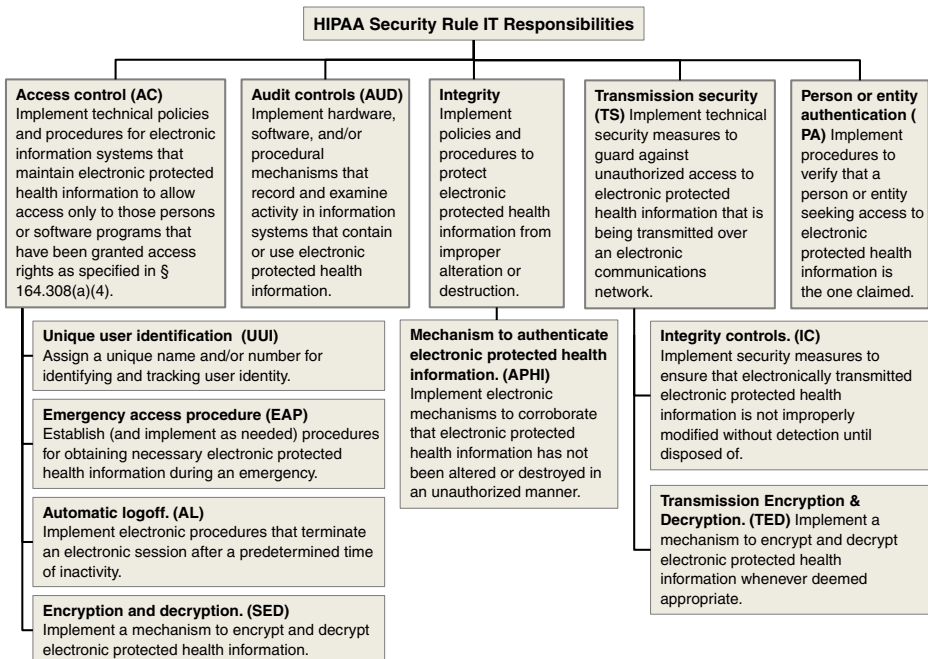 HIPAA Security Rule IT Responsibilities
Access control (AC)
Implement technical policies
and procedures for electronic
information systems that
maintain electronic protected
health information to allow
access only to those persons
or software programs that
have been granted access
rights as specified in §
164.308(a)(4).
Audit controls (AUD)
Implement hardware,
software, and/or
procedural
mechanisms that
record and examine
activity in information
systems that contain
or use electronic
protected health
information.
Integrity
Implement
policies and
procedures to
protect
electronic
protected health
information from
improper
alteration or
destruction.
Transmission security
(TS) Implement technical
security measures to
guard against
unauthorized access to
electronic protected
health information that is
being transmitted over
an electronic
communications
network.
Person or entity
authentication (
PA) Implement
procedures to
verify that a
person or entity
seeking access to
electronic
protected health
information is
the one claimed.
Unique user identification (UUI)
Assign a unique name and/or number for
identifying and tracking user identity.
Emergency access procedure (EAP)
Establish (and implement as needed) procedures
for obtaining necessary electronic protected
health information during an emergency.
Automatic logoff. (AL)
Implement electronic procedures that terminate
an electronic session after a predetermined time
of inactivity.
Encryption and decryption. (SED)
Implement a mechanism to encrypt and decrypt
electronic protected health information.
Mechanism to authenticate
electronic protected health
information. (APHI)
Implement electronic
mechanisms to corroborate
that electronic protected
health information has not
been altered or destroyed in
an unauthorized manner.
Integrity controls. (IC)
Implement security measures to
ensure that electronically transmitted
electronic protected health
information is not improperly
modified without detection until
disposed of.
Transmission Encryption &
Decryption. (TED) Implement a
mechanism to encrypt and decrypt
electronic protected health
information whenever deemed
appropriate.